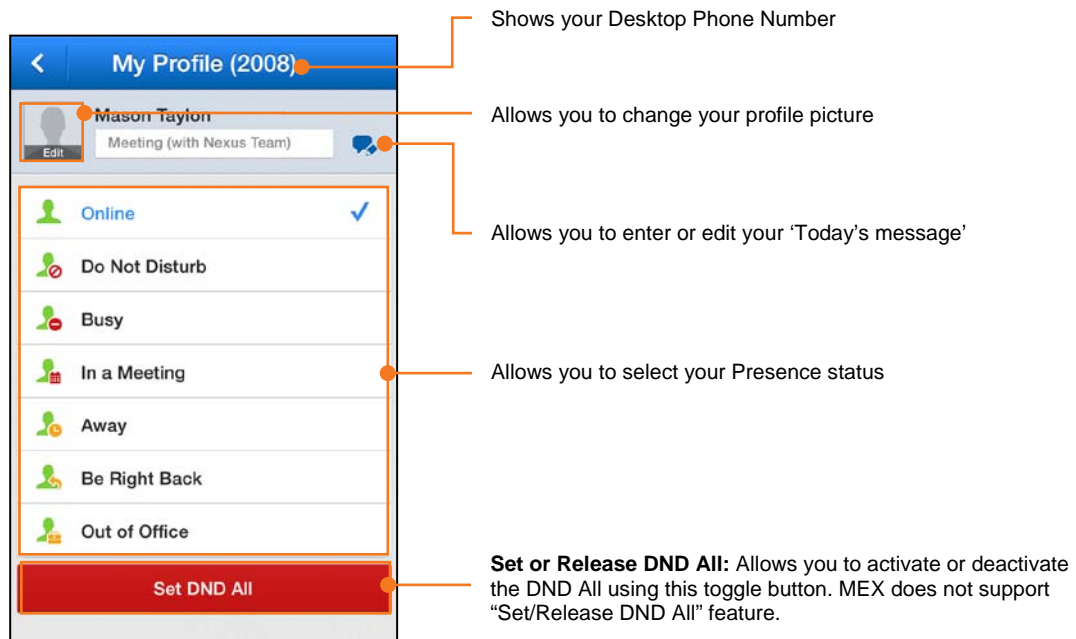 Shows your Desktop Phone Number
My Profile (2008)
Mason Taylon
Allows you to change your profile picture
Meeting (with Nexus Team)
Edit
Allows you to enter or edit your ‘Today’s message’
Online
Do Not Disturb
Busy
In a Meeting
Allows you to select your Presence status
Away
Be Right Back
Out of Office
Set DND All
Set or Release DND All: Allows you to activate or deactivate
the DND All using this toggle button. MEX does not support
“Set/Release DND All” feature.